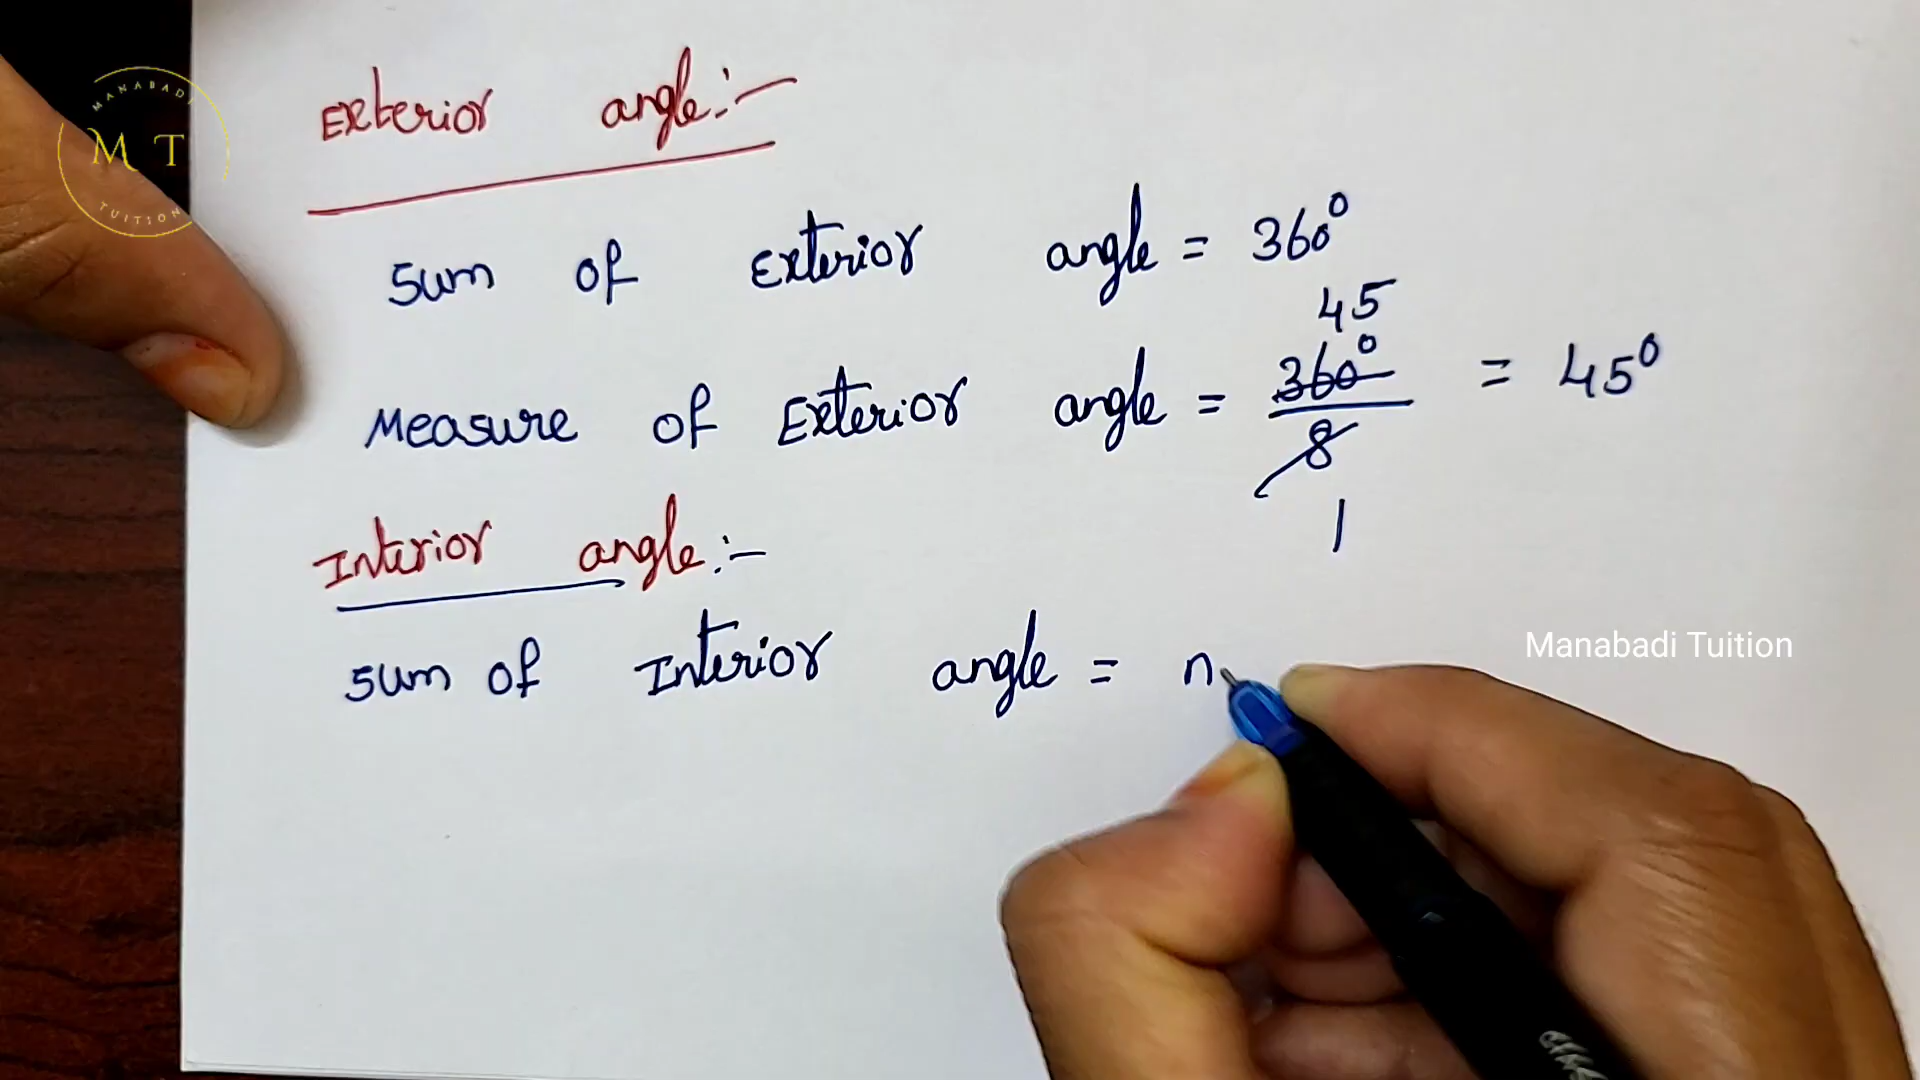 MANABADI
M T
TUITION
Exterior angle:-
Sum of Exterior angle = 360°
45
Measure of Exterior angle = 360°/8 = 45°
1
Interior angle:-
Sum of Interior angle = n
Manabadi Tuition